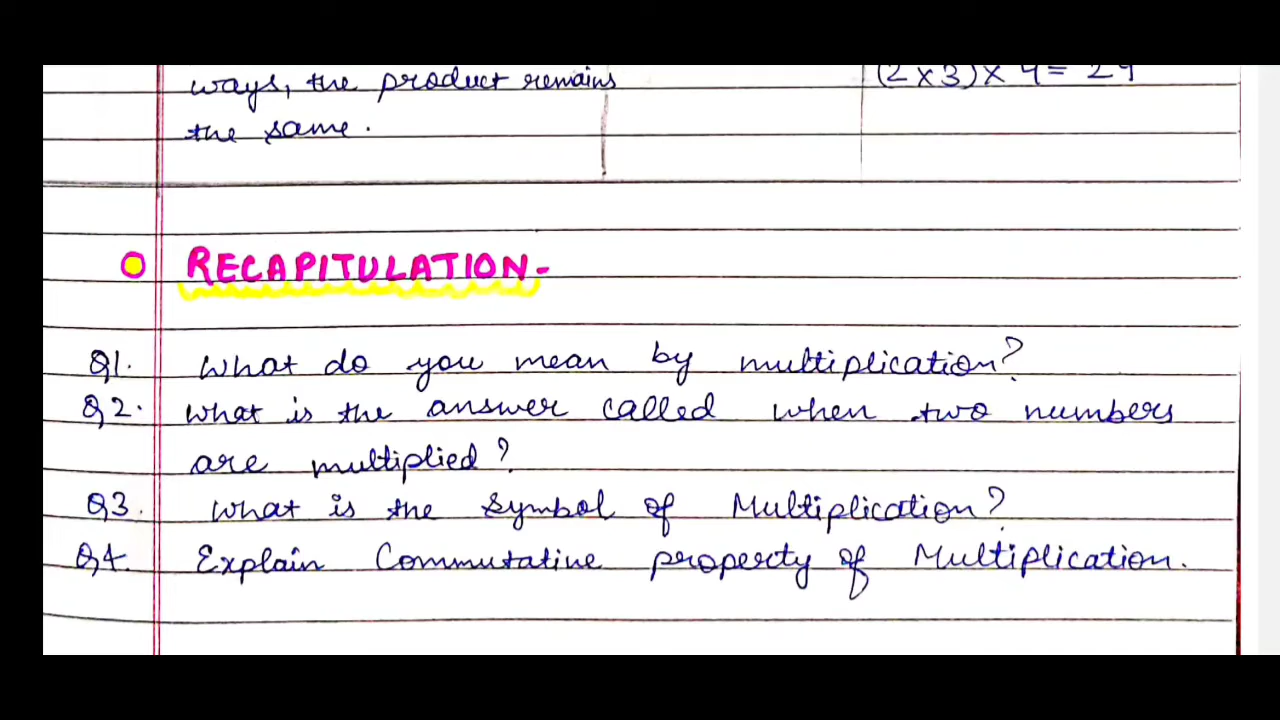 ways, the product remains
(2 x 3) x 4 = 24
the same.
RECAPITULATION-
Q1. What do you mean by multiplication?
Q2. What is the answer called when two numbers
are multiplied?
Q3. What is the symbol of Multiplication?
Q4. Explain Commutative property of Multiplication.